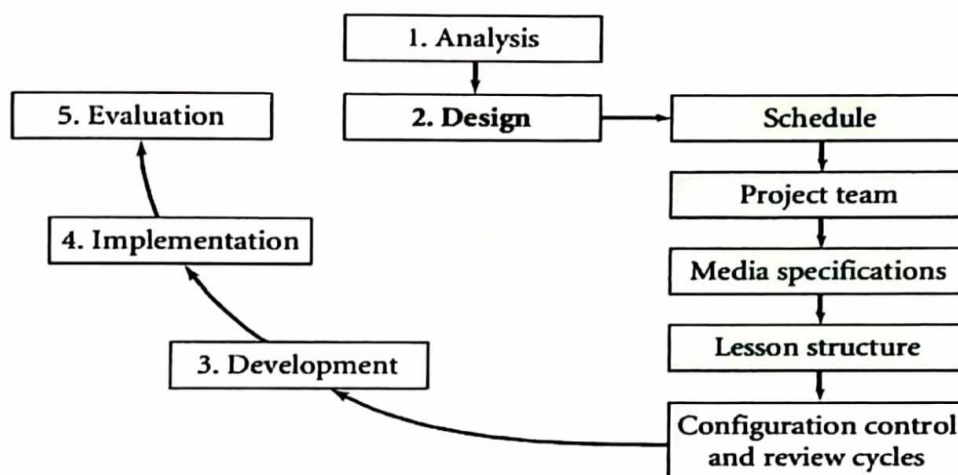 1. Analysis
2. Design
Schedule
Project team
Media specifications
Lesson structure
Configuration control
and review cycles
3. Development
4. Implementation
5. Evaluation